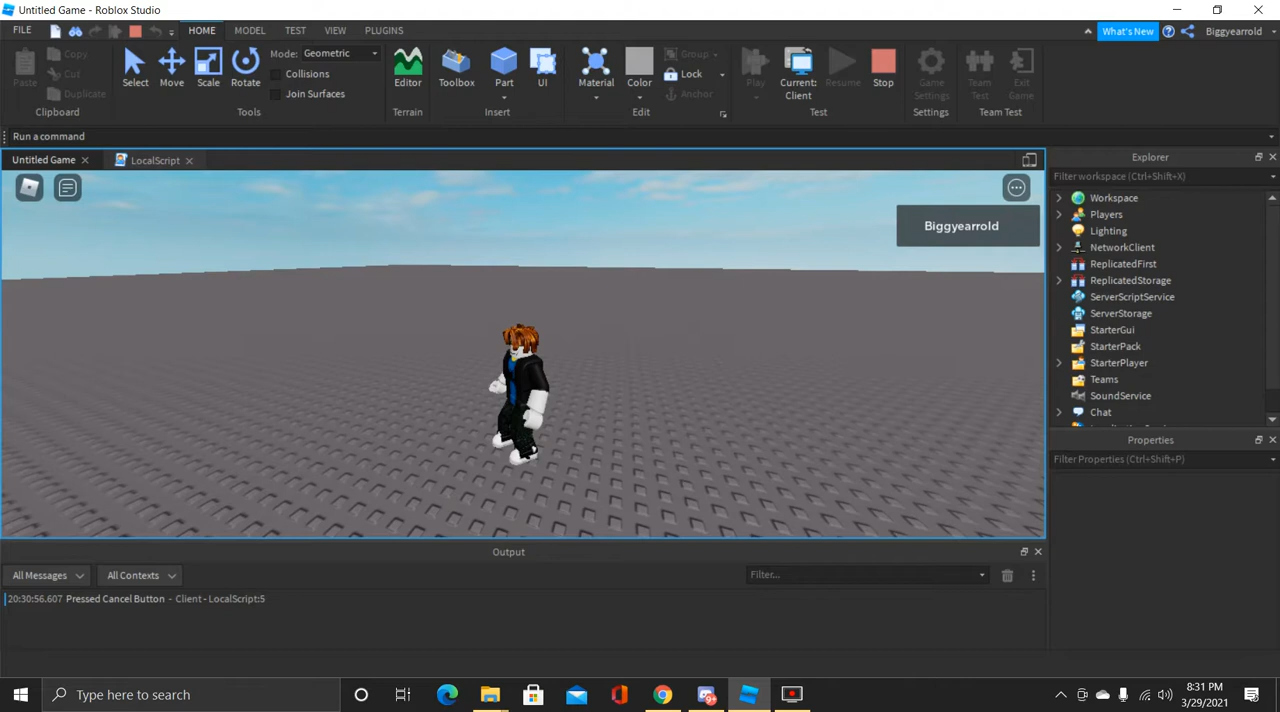 Untitled Game - Roblox Studio
FILE HOME MODEL TEST VIEW PLUGINS What's New Biggyearrold
Paste Copy Cut Duplicate
Clipboard
Select Move Scale Rotate Mode: Geometric Collisions Join Surfaces
Tools
Editor
Terrain
Toolbox Part UI
Insert
Material Color Group Lock Anchor
Edit
Play Current: Client Resume Stop
Test
Game Settings
Settings
Team Test Exit Game
Team Test
Run a command
Untitled Game LocalScript
Biggyearrold
Explorer
Filter workspace (Ctrl+Shift+X)
Workspace
Players
Lighting
NetworkClient
ReplicatedFirst
ReplicatedStorage
ServerScriptService
ServerStorage
StarterGui
StarterPack
StarterPlayer
Teams
SoundService
Chat
Properties
Filter Properties (Ctrl+Shift+P)
Output
All Messages All Contexts Filter...
20:30:56.607 Pressed Cancel Button - Client - LocalScript:5
Type here to search
8:31 PM
3/29/2021